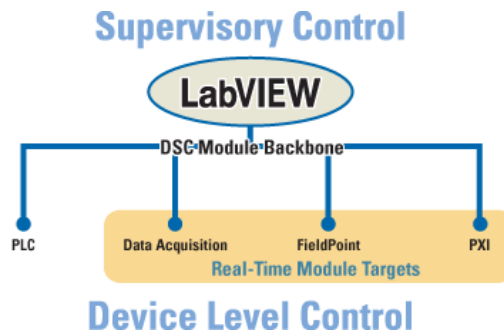 Supervisory Control
LabVIEW
DSC Module Backbone
PLC
Data Acquisition
FieldPoint
PXI
Real-Time Module Targets
Device Level Control